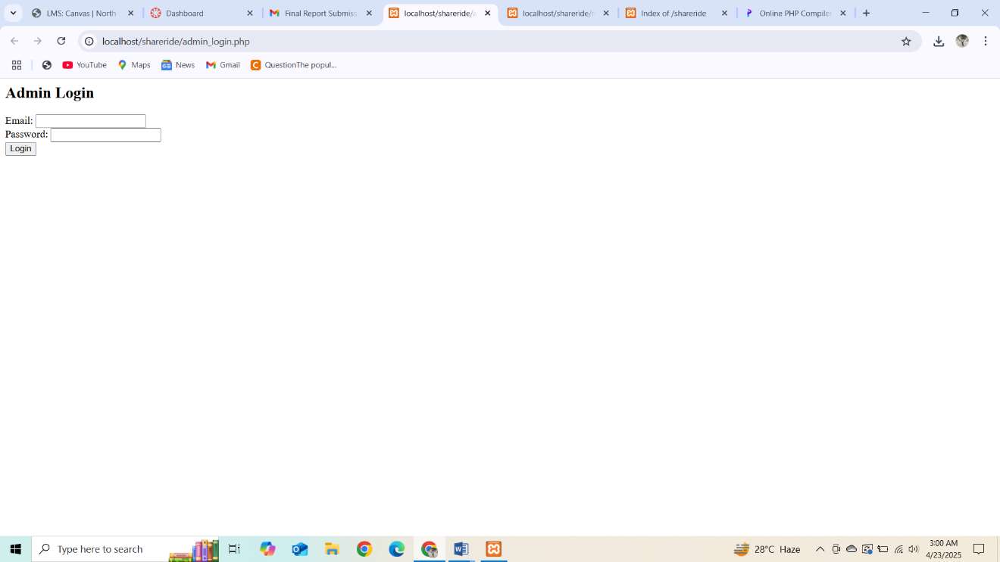 LMS: Canvas | North
Dashboard
Final Report Submiss
localhost/shareride/a
localhost/shareride/
Index of /shareride
Online PHP Compiler
localhost/shareride/admin_login.php
YouTube
Maps
News
Gmail
QuestionThe popul...
Admin Login
Email:
Password:
Login
Type here to search
28°C Haze
3:00 AM
4/23/2025